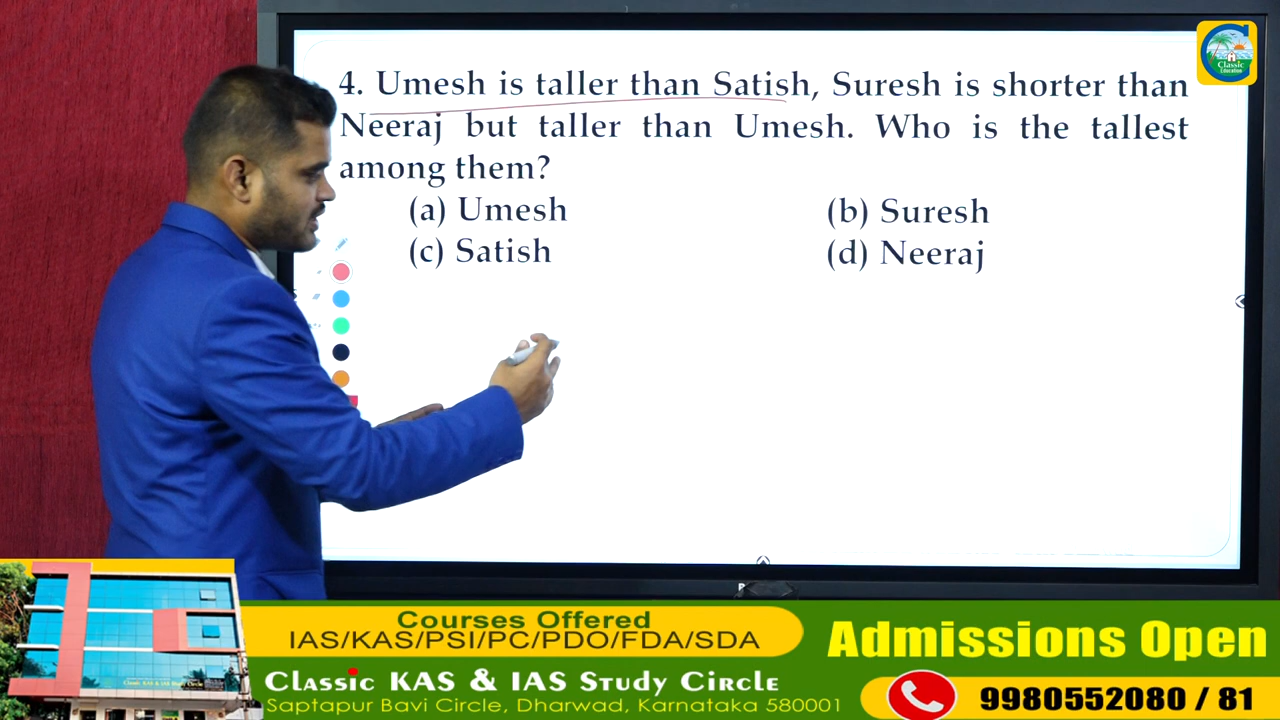 4. Umesh is taller than Satish, Suresh is shorter than
Neeraj but taller than Umesh. Who is the tallest
among them?
(a) Umesh (b) Suresh
(c) Satish (d) Neeraj
Classic
Education
Courses Offered
IAS/KAS/PSI/PC/PDO/FDA/SDA
Admissions Open
Classic KAS & IAS Study Circle
Saptapur Bavi Circle, Dharwad, Karnataka 580001
9980552080 / 81